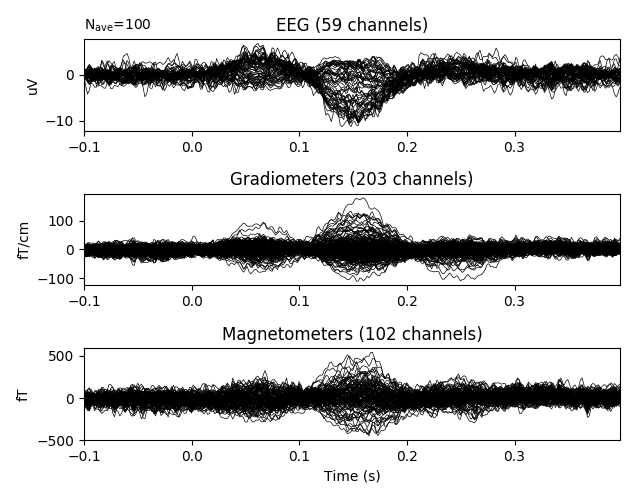 N_ave=100
EEG (59 channels)
uV
0
−10
−0.1 0.0 0.1 0.2 0.3
Gradiometers (203 channels)
fT/cm
100
0
−100
−0.1 0.0 0.1 0.2 0.3
Magnetometers (102 channels)
fT
500
0
−500
−0.1 0.0 0.1 0.2 0.3
Time (s)